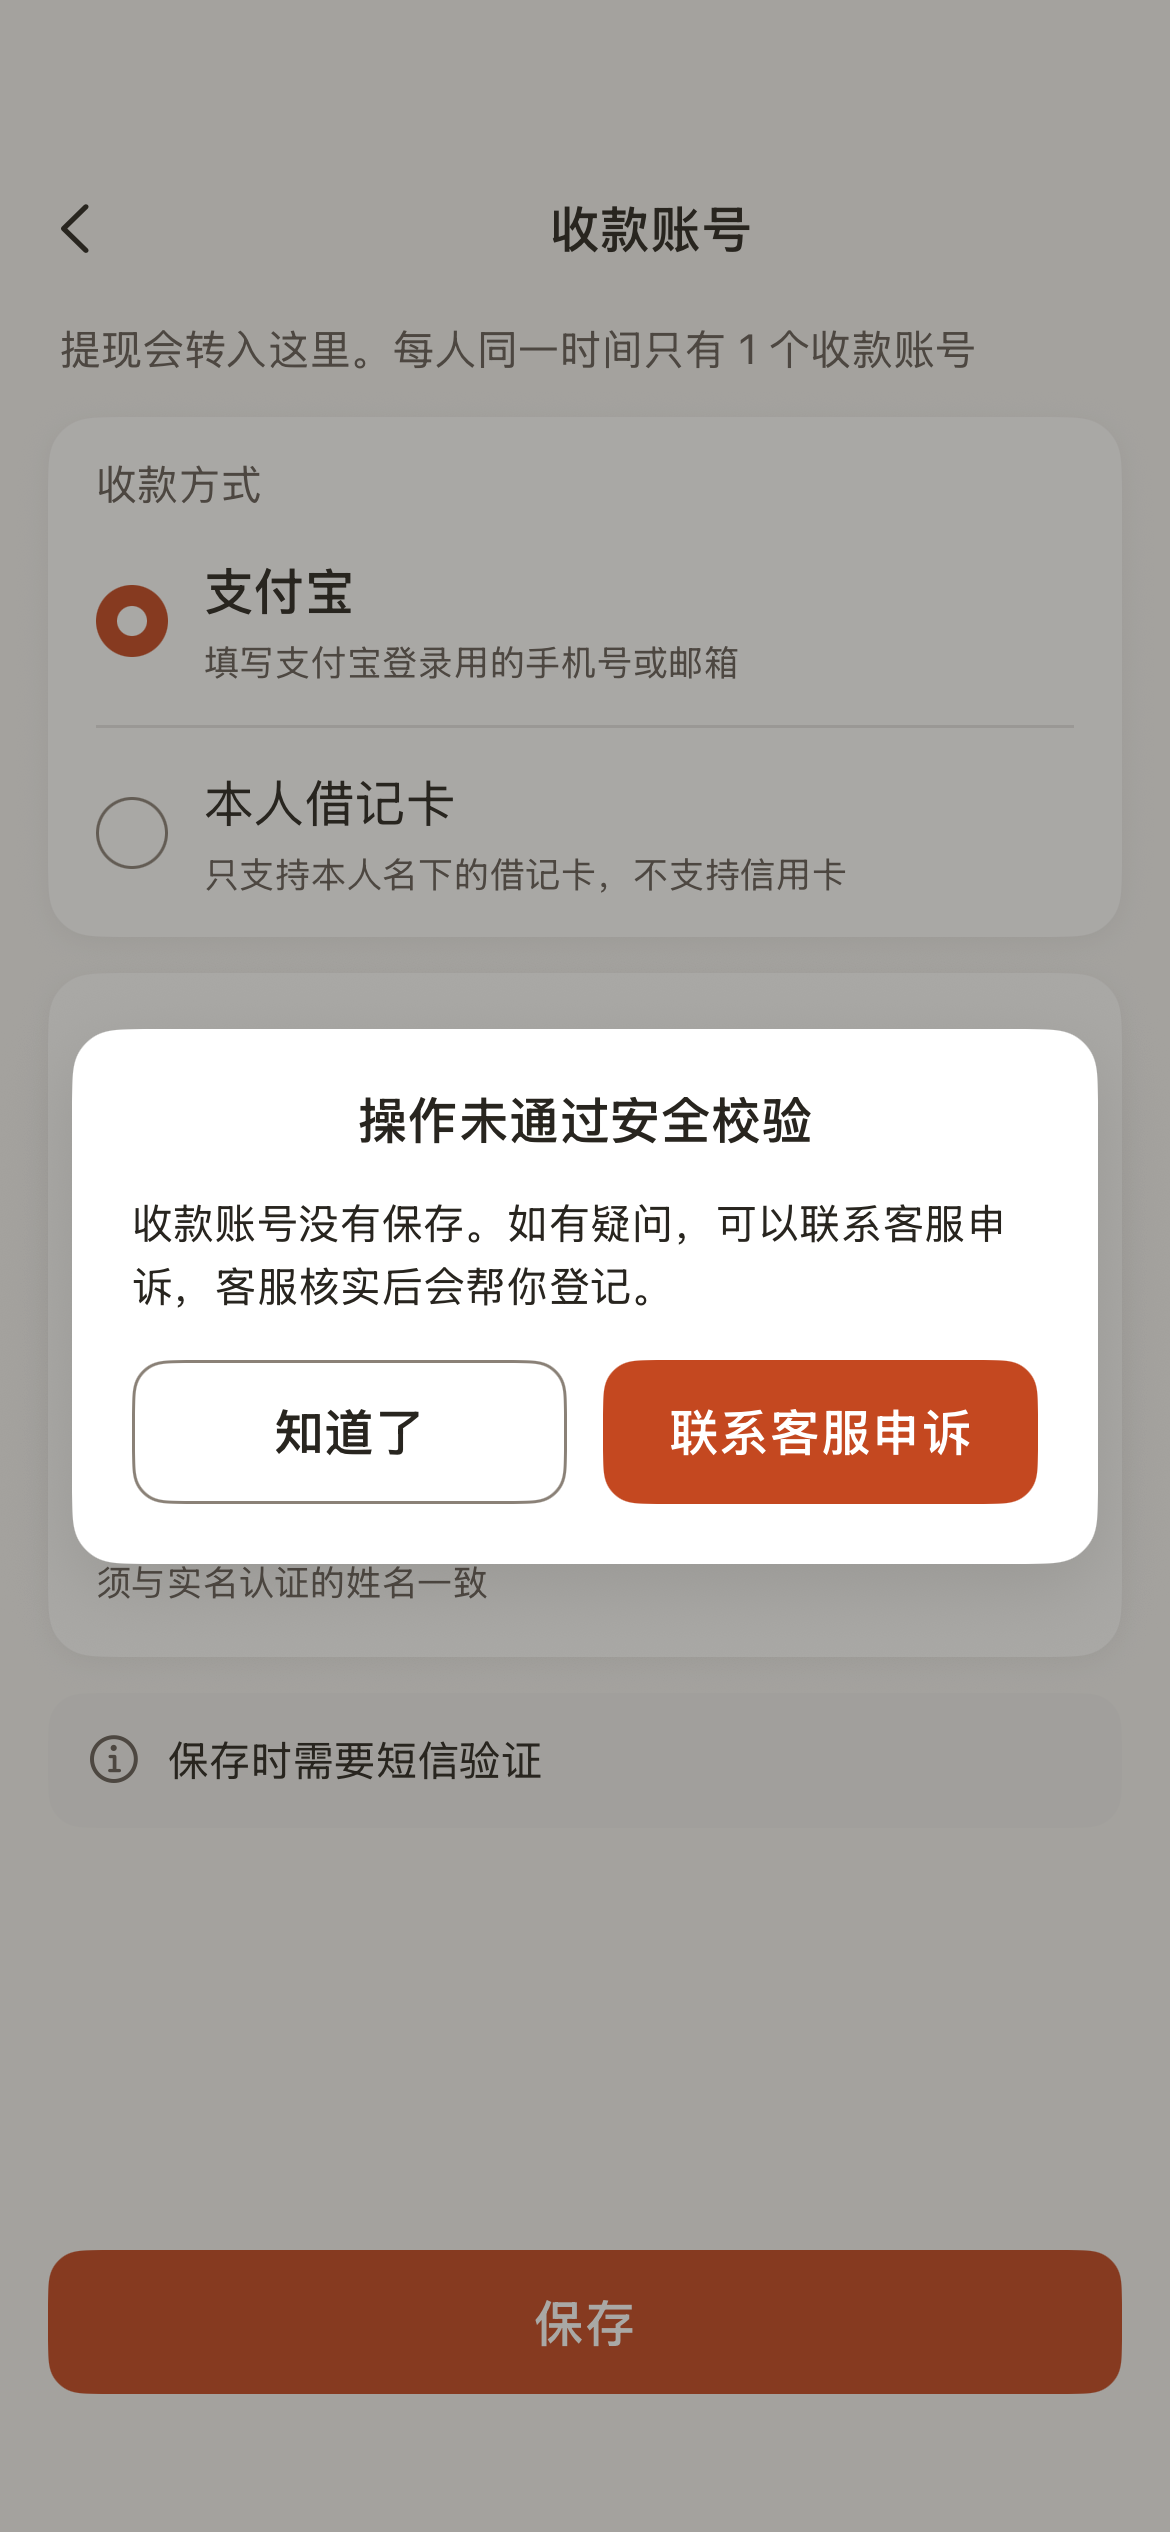 收款账号
提现会转入这里。每人同一时间只有 1 个收款账号
收款方式
支付宝
填写支付宝登录用的手机号或邮箱
本人借记卡
只支持本人名下的借记卡，不支持信用卡
操作未通过安全校验
收款账号没有保存。如有疑问，可以联系客服申
诉，客服核实后会帮你登记。
知道了
联系客服申诉
须与实名认证的姓名一致
保存时需要短信验证
保存